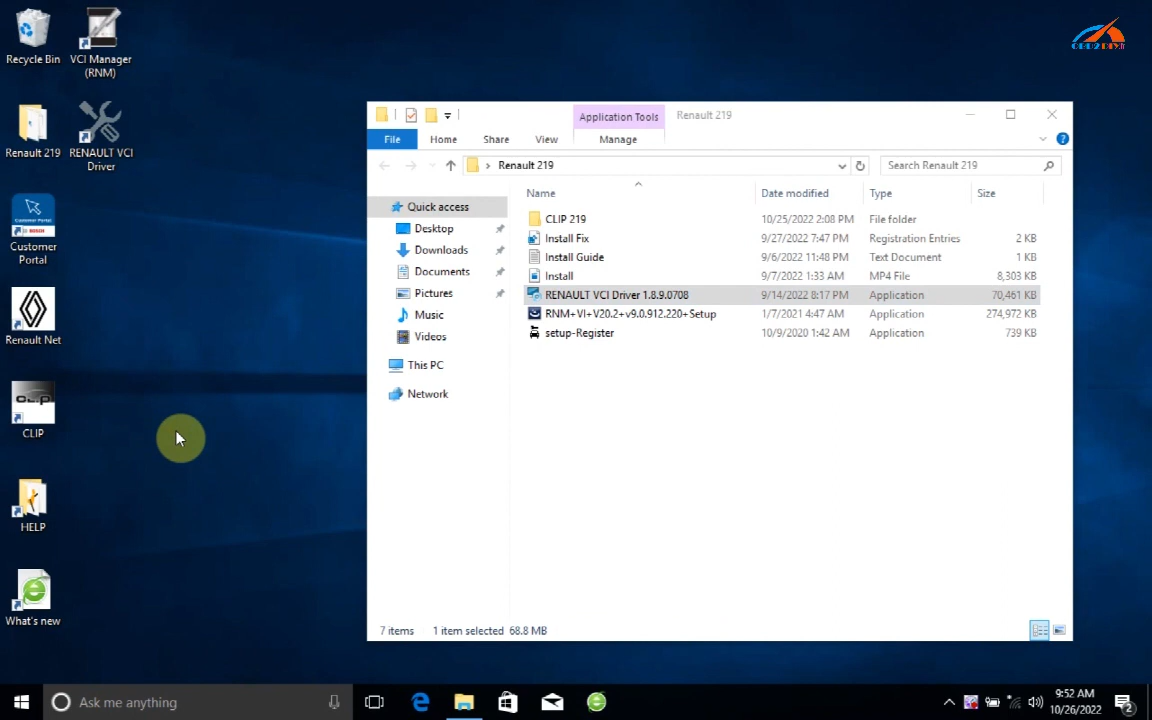 Recycle Bin
VCI Manager
(RNM)
Renault 219
RENAULT VCI
Driver
Customer Portal
Customer
Portal
Renault Net
CLIP
CLIP
HELP
What's new
OBD2DIY.fr
Application Tools
Renault 219
File
Home
Share
View
Manage
Renault 219
Search Renault 219
Name
Date modified
Type
Size
Quick access
Desktop
Downloads
Documents
Pictures
Music
Videos
This PC
Network
CLIP 219 10/25/2022 2:08 PM File folder
Install Fix 9/27/2022 7:47 PM Registration Entries 2 KB
Install Guide 9/6/2022 11:48 PM Text Document 1 KB
Install 9/7/2022 1:33 AM MP4 File 8,303 KB
RENAULT VCI Driver 1.8.9.0708 9/14/2022 8:17 PM Application 70,461 KB
RNM+VI+V20.2+v9.0.912.220+Setup 1/7/2021 4:47 AM Application 274,972 KB
setup-Register 10/9/2020 1:42 AM Application 739 KB
7 items 1 item selected 68.8 MB
Ask me anything
9:52 AM
10/26/2022
2